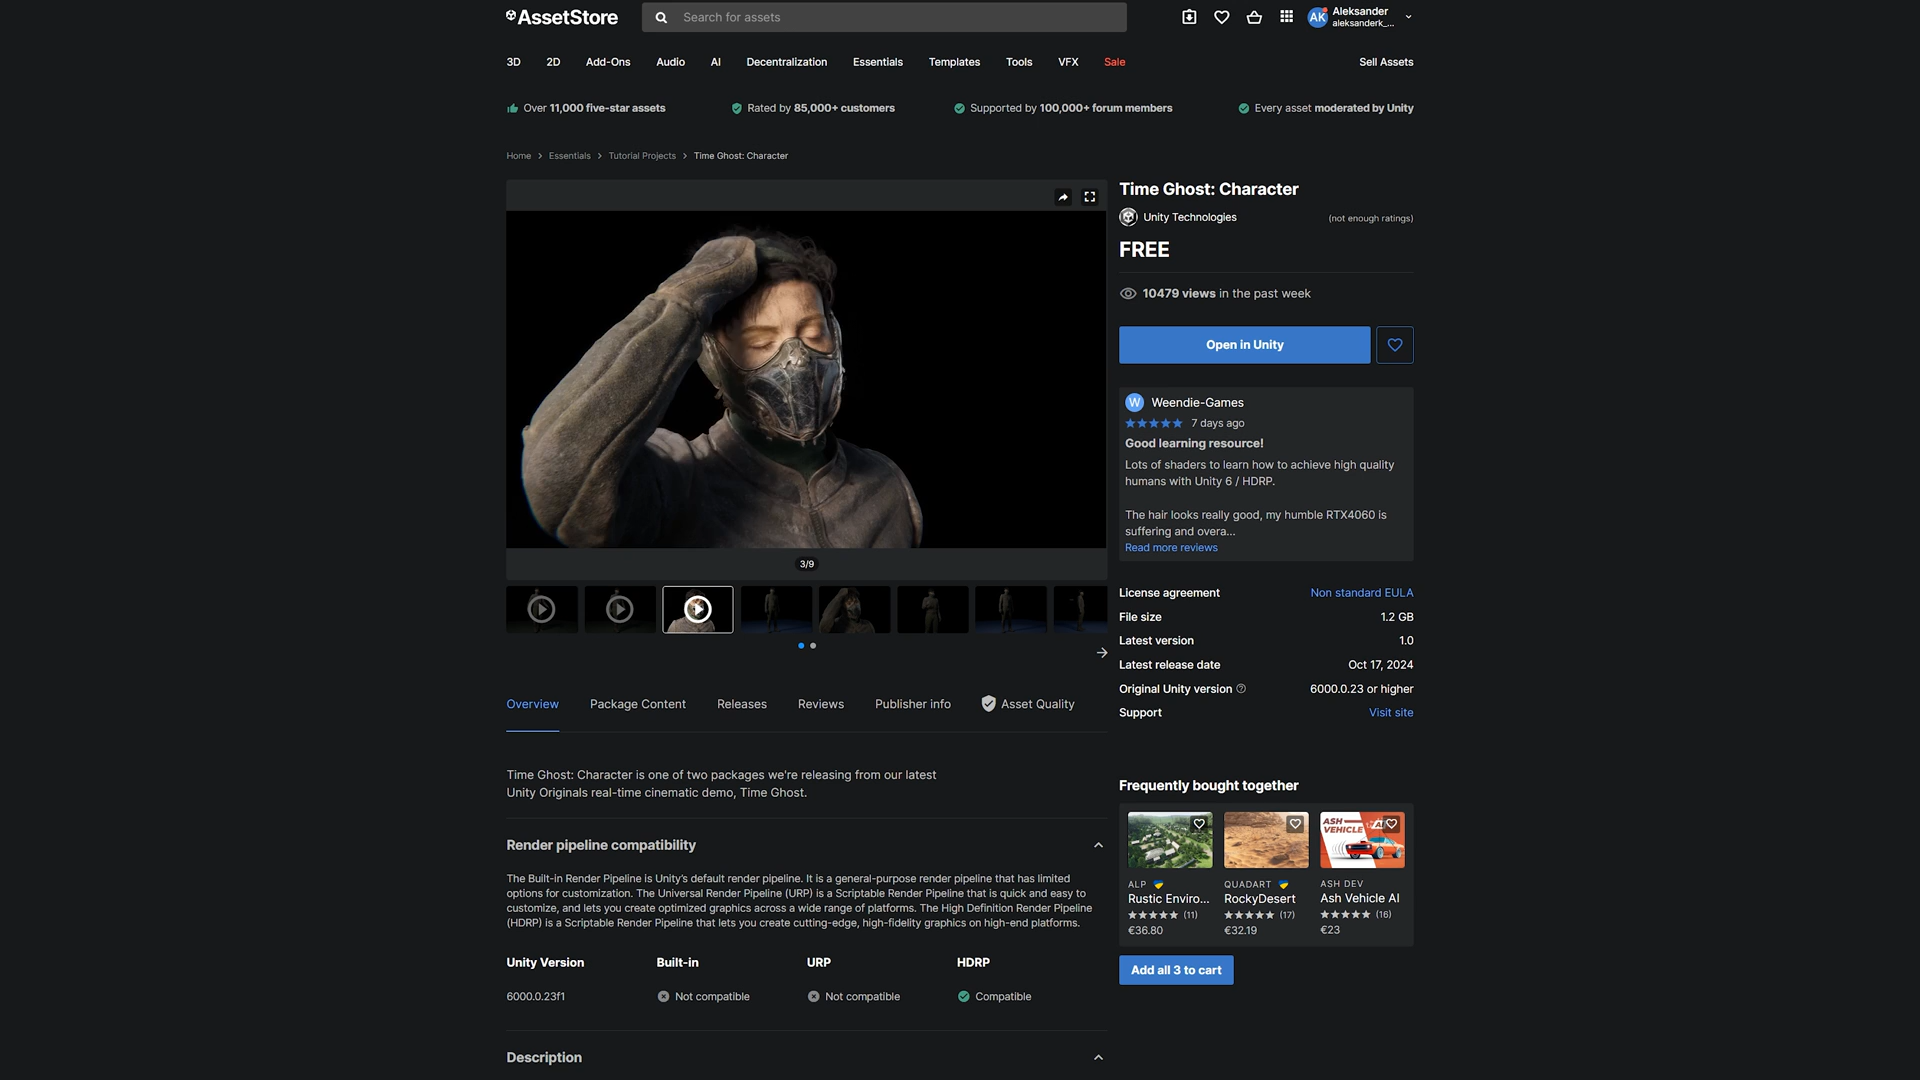 AssetStore
Search for assets
AK
Aleksander
aleksanderk_...
3D
2D
Add-Ons
Audio
AI
Decentralization
Essentials
Templates
Tools
VFX
Sale
Sell Assets
Over 11,000 five-star assets
Rated by 85,000+ customers
Supported by 100,000+ forum members
Every asset moderated by Unity
Home > Essentials > Tutorial Projects > Time Ghost: Character
3/9
Time Ghost: Character
Unity Technologies
(not enough ratings)
FREE
10479 views in the past week
Open in Unity
W
Weendie-Games
7 days ago
Good learning resource!
Lots of shaders to learn how to achieve high quality
humans with Unity 6 / HDRP.
The hair looks really good, my humble RTX4060 is
suffering and overa...
Read more reviews
License agreement
Non standard EULA
File size
1.2 GB
Latest version
1.0
Latest release date
Oct 17, 2024
Original Unity version
6000.0.23 or higher
Support
Visit site
Overview
Package Content
Releases
Reviews
Publisher info
Asset Quality
Time Ghost: Character is one of two packages we're releasing from our latest
Unity Originals real-time cinematic demo, Time Ghost.
Render pipeline compatibility
The Built-in Render Pipeline is Unity's default render pipeline. It is a general-purpose render pipeline that has limited
options for customization. The Universal Render Pipeline (URP) is a Scriptable Render Pipeline that is quick and easy to
customize, and lets you create optimized graphics across a wide range of platforms. The High Definition Render Pipeline
(HDRP) is a Scriptable Render Pipeline that lets you create cutting-edge, high-fidelity graphics on high-end platforms.
Unity Version
Built-in
URP
HDRP
6000.0.23f1
Not compatible
Not compatible
Compatible
Description
Frequently bought together
ASH
VEHICLE
ALP
Rustic Enviro...
(11)
€36.80
QUADART
RockyDesert
(17)
€32.19
ASH DEV
Ash Vehicle AI
(16)
€23
Add all 3 to cart